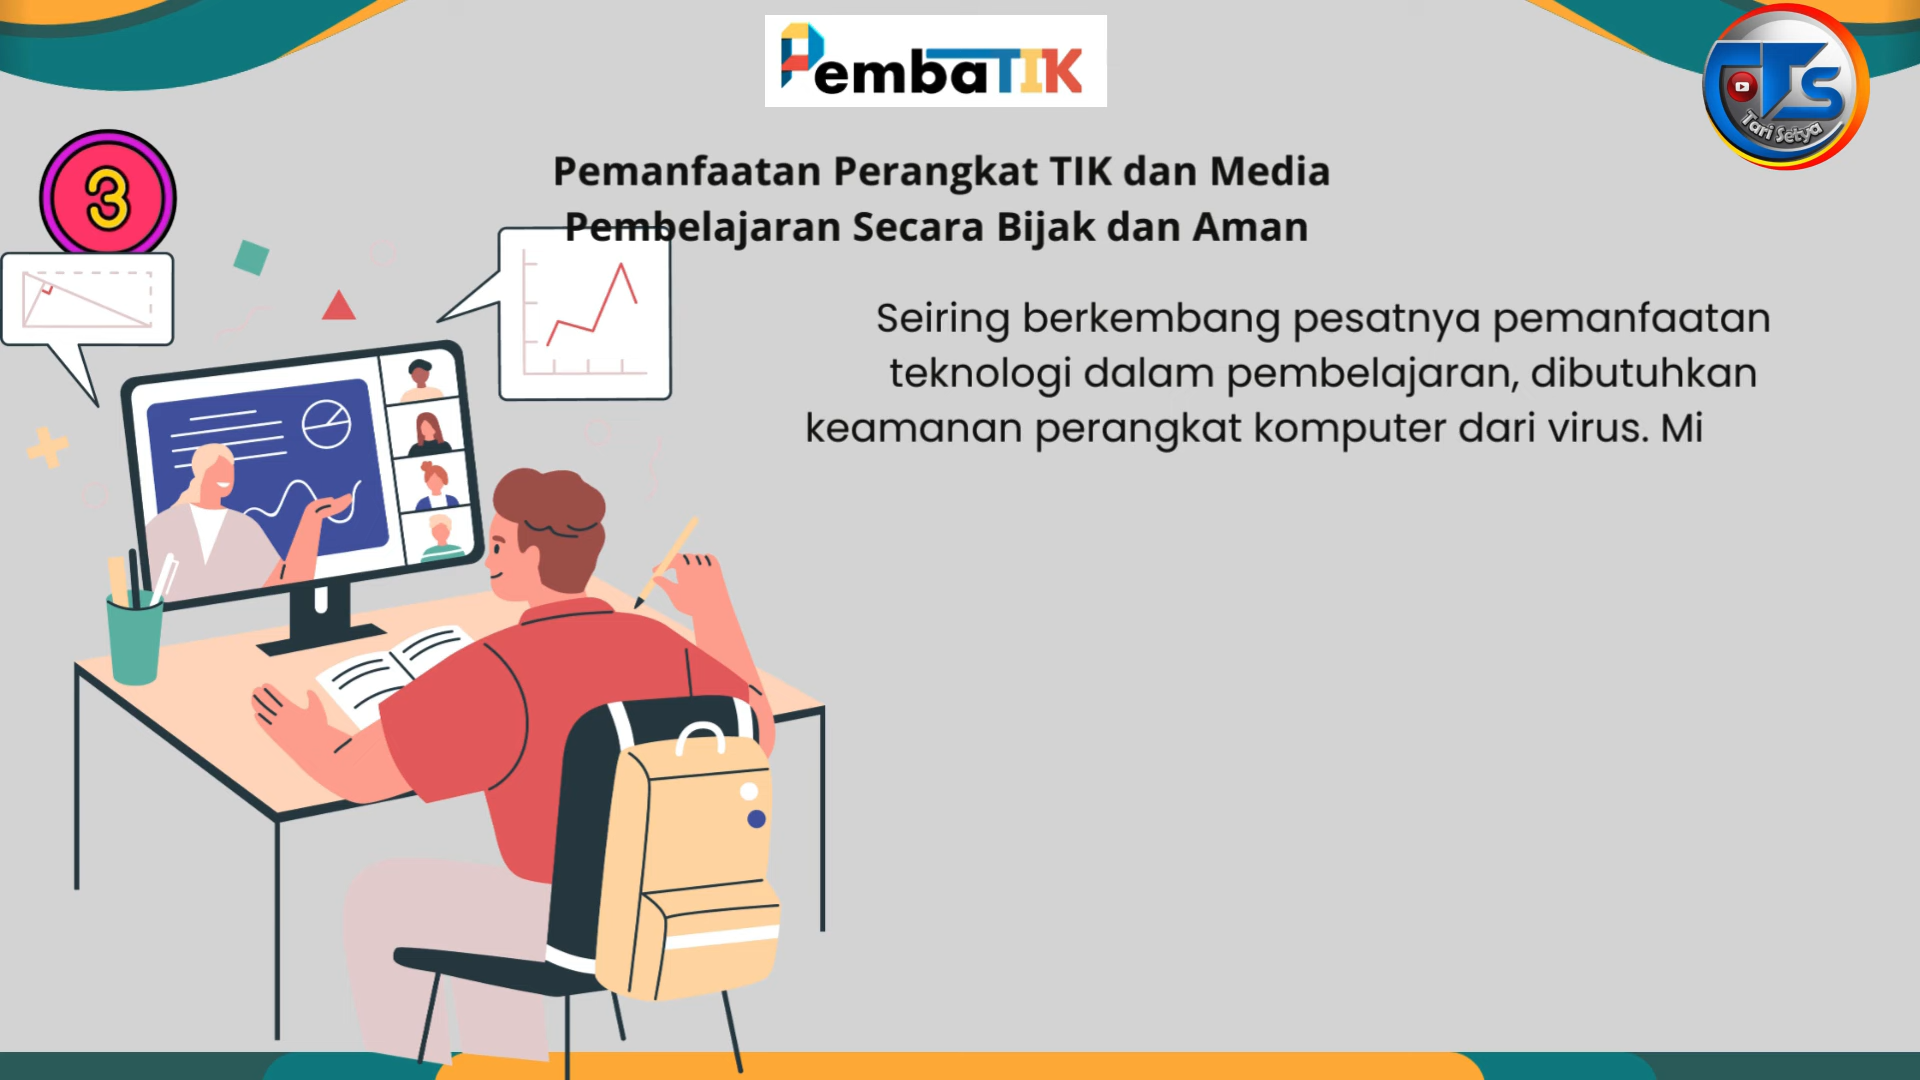 PembaTIK
TS
Tari Setya
3
Pemanfaatan Perangkat TIK dan Media
Pembelajaran Secara Bijak dan Aman
Seiring berkembang pesatnya pemanfaatan
teknologi dalam pembelajaran, dibutuhkan
keamanan perangkat komputer dari virus. Mi